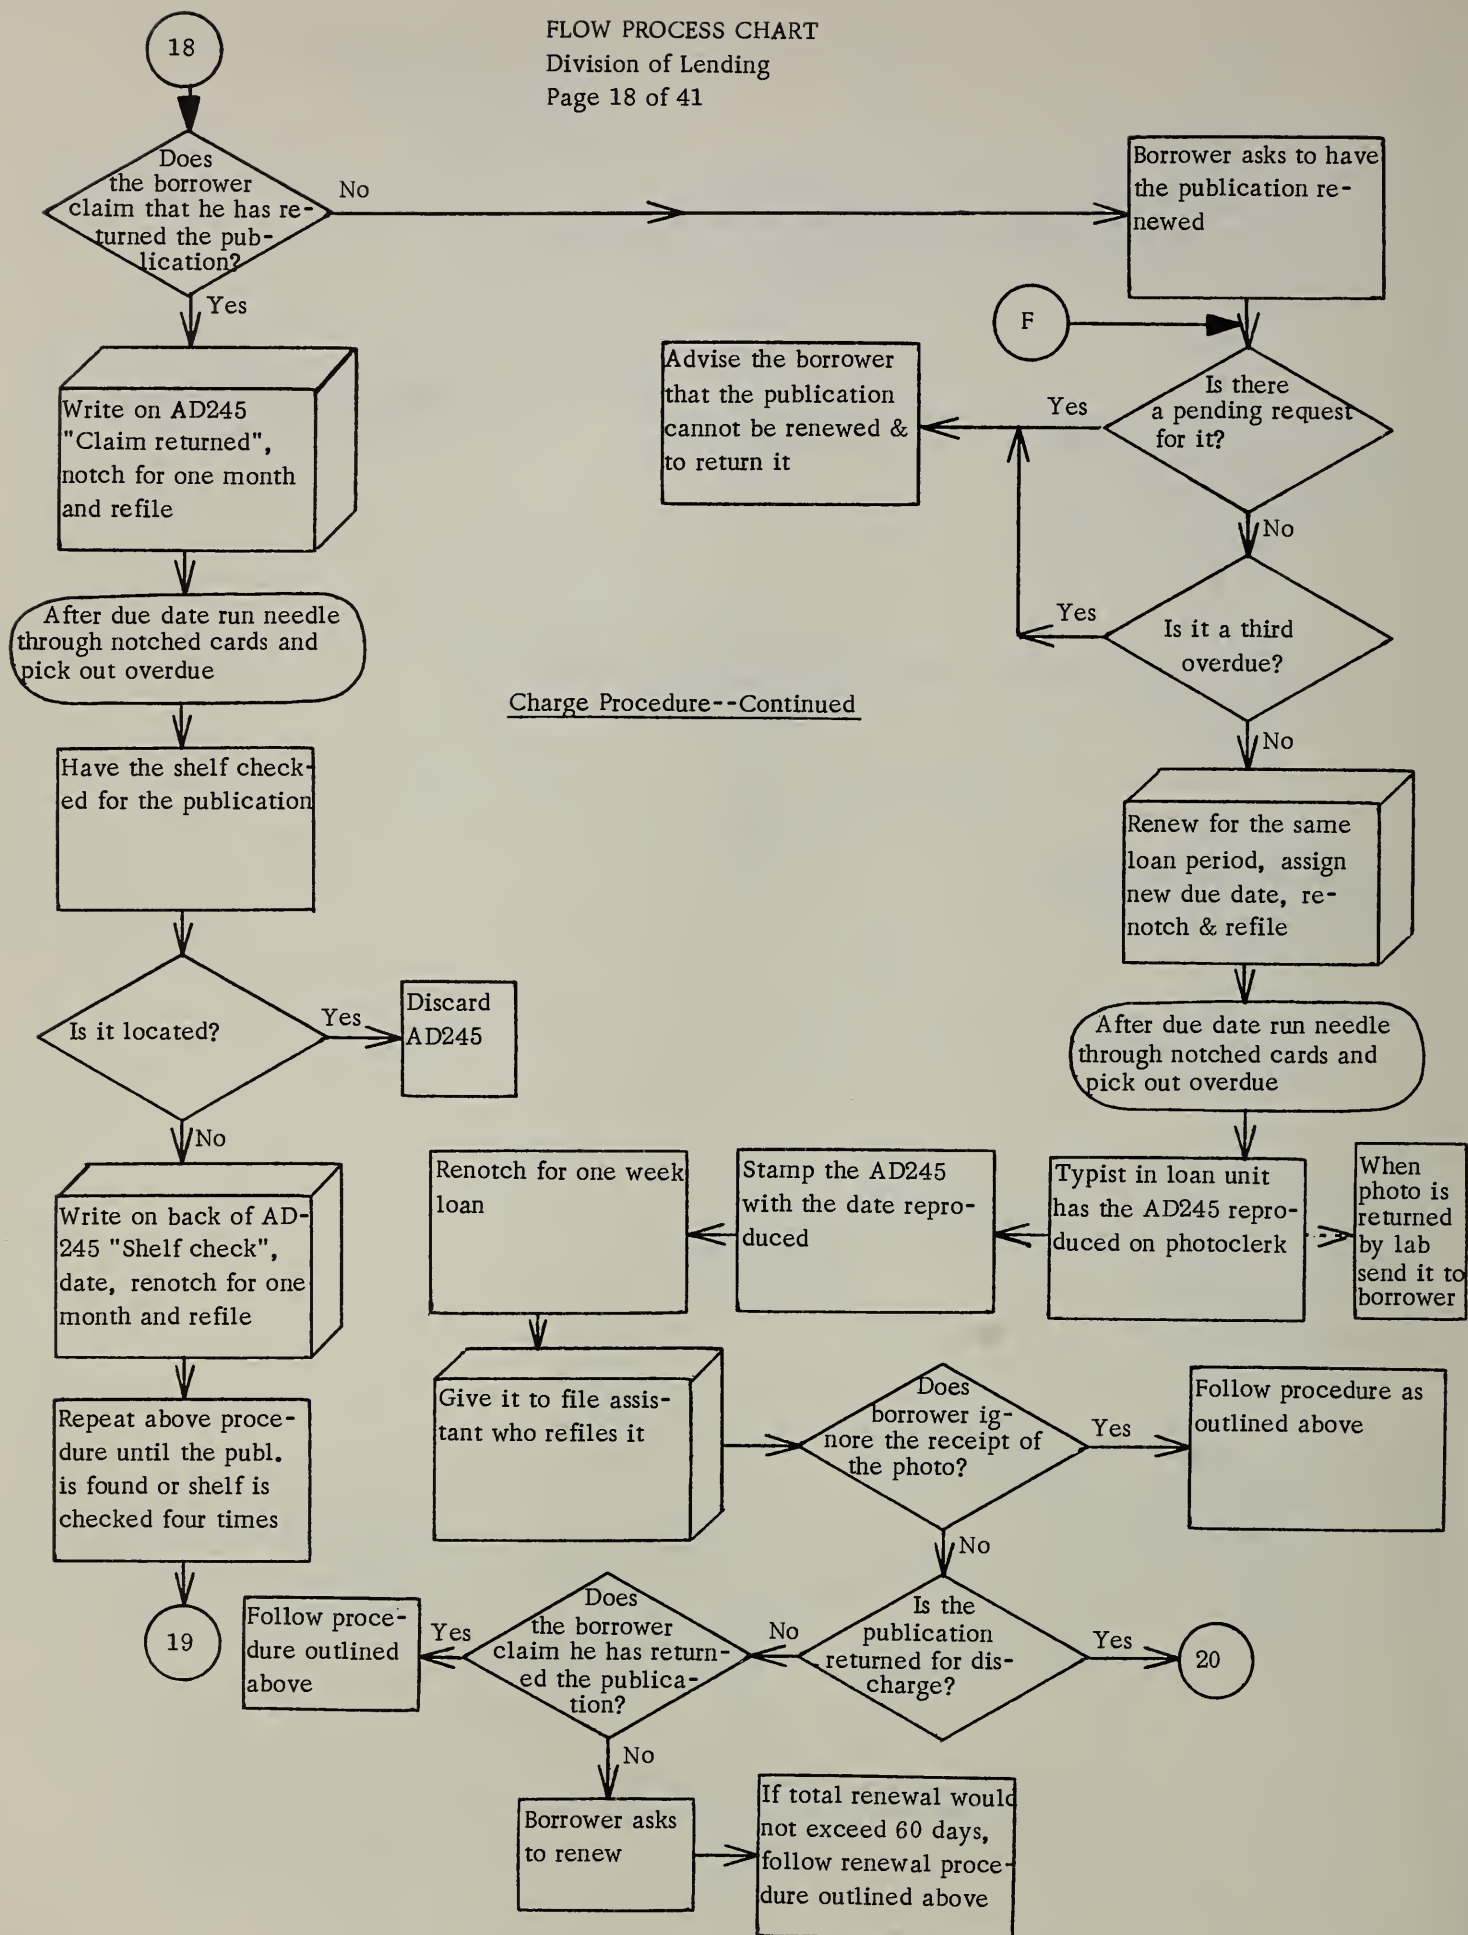 FLOW PROCESS CHART
Division of Lending
Page 18 of 41
18
Does
the borrower
claim that he has re-
turned the pub-
lication?
No
Yes
Borrower asks to have
the publication re-
newed
F
Is there
a pending request
for it?
Yes
No
Advise the borrower
that the publication
cannot be renewed &
to return it
Is it a third
overdue?
Yes
No
Write on AD245
"Claim returned",
notch for one month
and refile
After due date run needle
through notched cards and
pick out overdue
Charge Procedure--Continued
Have the shelf check-
ed for the publication
Is it located?
Yes
Discard
AD245
No
Write on back of AD-
245 "Shelf check",
date, renotch for one
month and refile
Repeat above proce-
dure until the publ.
is found or shelf is
checked four times
19
Renew for the same
loan period, assign
new due date, re-
notch & refile
After due date run needle
through notched cards and
pick out overdue
Typist in loan unit
has the AD245 repro-
duced on photoclerk
When
photo is
returned
by lab
send it to
borrower
Stamp the AD245
with the date repro-
duced
Renotch for one week
loan
Give it to file assis-
tant who refiles it
Does
borrower ig-
nore the receipt of
the photo?
Yes
Follow procedure as
outlined above
No
Is the
publication
returned for dis-
charge?
Yes
20
No
Does
the borrower
claim he has return-
ed the publica-
tion?
Yes
Follow proce-
dure outlined
above
No
Borrower asks
to renew
If total renewal would
not exceed 60 days,
follow renewal proce-
dure outlined above